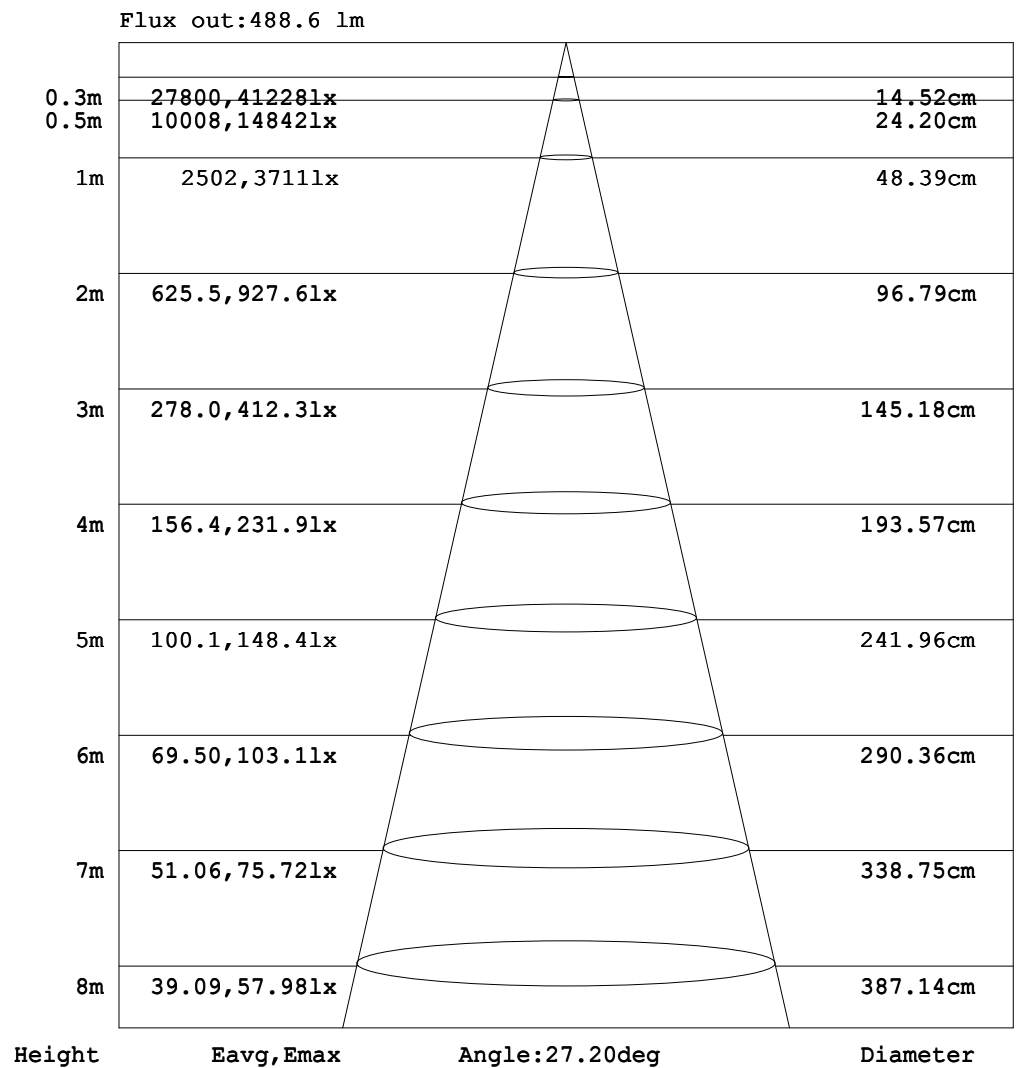 Flux out:488.6 lm
0.3m 27800,41228lx 14.52cm
0.5m 10008,14842lx 24.20cm
1m 2502,3711lx 48.39cm
2m 625.5,927.6lx 96.79cm
3m 278.0,412.3lx 145.18cm
4m 156.4,231.9lx 193.57cm
5m 100.1,148.4lx 241.96cm
6m 69.50,103.1lx 290.36cm
7m 51.06,75.72lx 338.75cm
8m 39.09,57.98lx 387.14cm
Height Eavg,Emax Angle:27.20deg Diameter